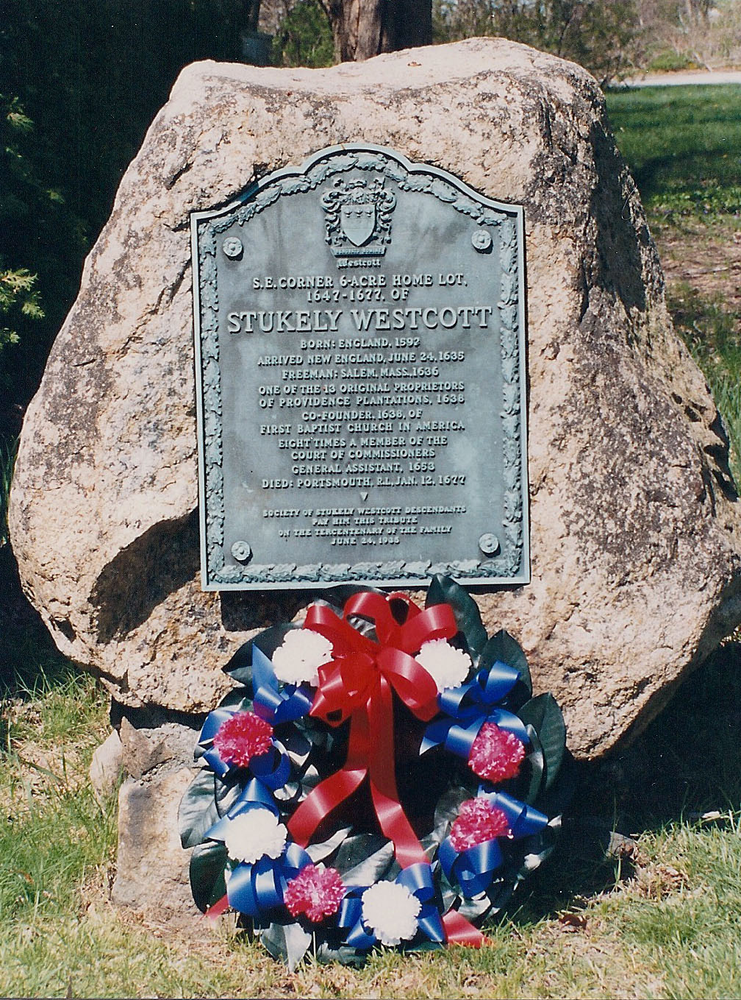 Westcott
S.E. CORNER 6-ACRE HOME LOT,
1647-1677, OF
STUKELY WESTCOTT
BORN: ENGLAND, 1592
ARRIVED NEW ENGLAND, JUNE 24, 1635
FREEMAN: SALEM, MASS., 1636
ONE OF THE 13 ORIGINAL PROPRIETORS
OF PROVIDENCE PLANTATIONS, 1638
CO-FOUNDER, 1638, OF
FIRST BAPTIST CHURCH IN AMERICA
EIGHT TIMES A MEMBER OF THE
COURT OF COMMISSIONERS
GENERAL ASSISTANT, 1653
DIED: PORTSMOUTH, R.I., JAN. 12, 1677
SOCIETY OF STUKELY WESTCOTT DESCENDANTS
PAY HIM THIS TRIBUTE
ON THE TERCENTENARY OF THE FAMILY
JUNE 24, 1935